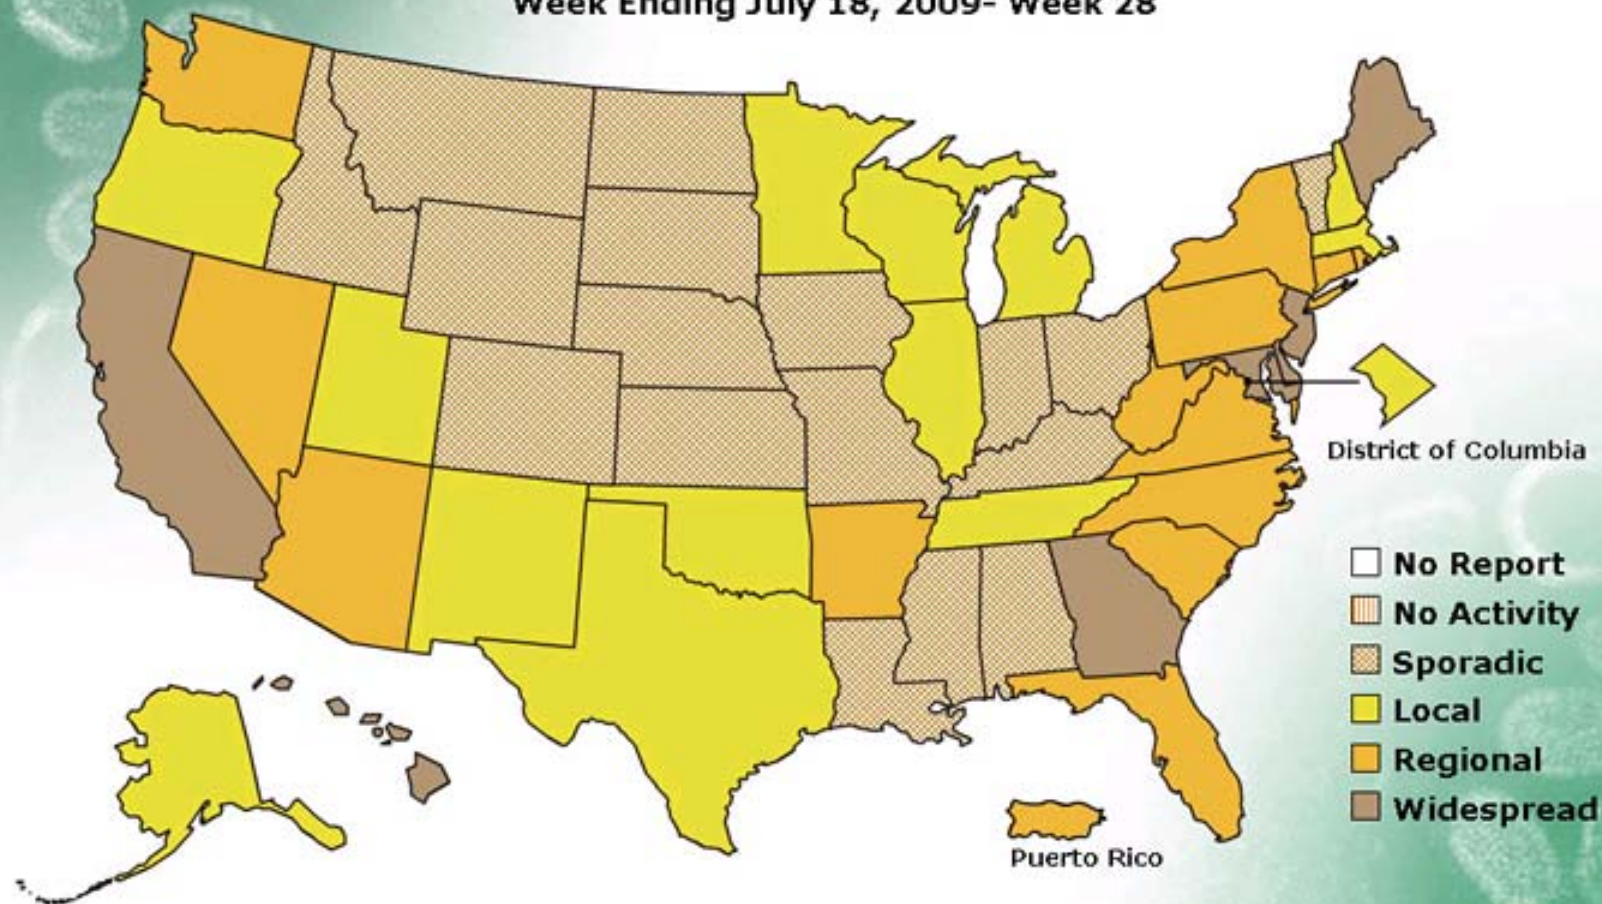 Week Ending July 18, 2009- Week 28
District of Columbia
No Report
No Activity
Sporadic
Local
Regional
Widespread
Puerto Rico